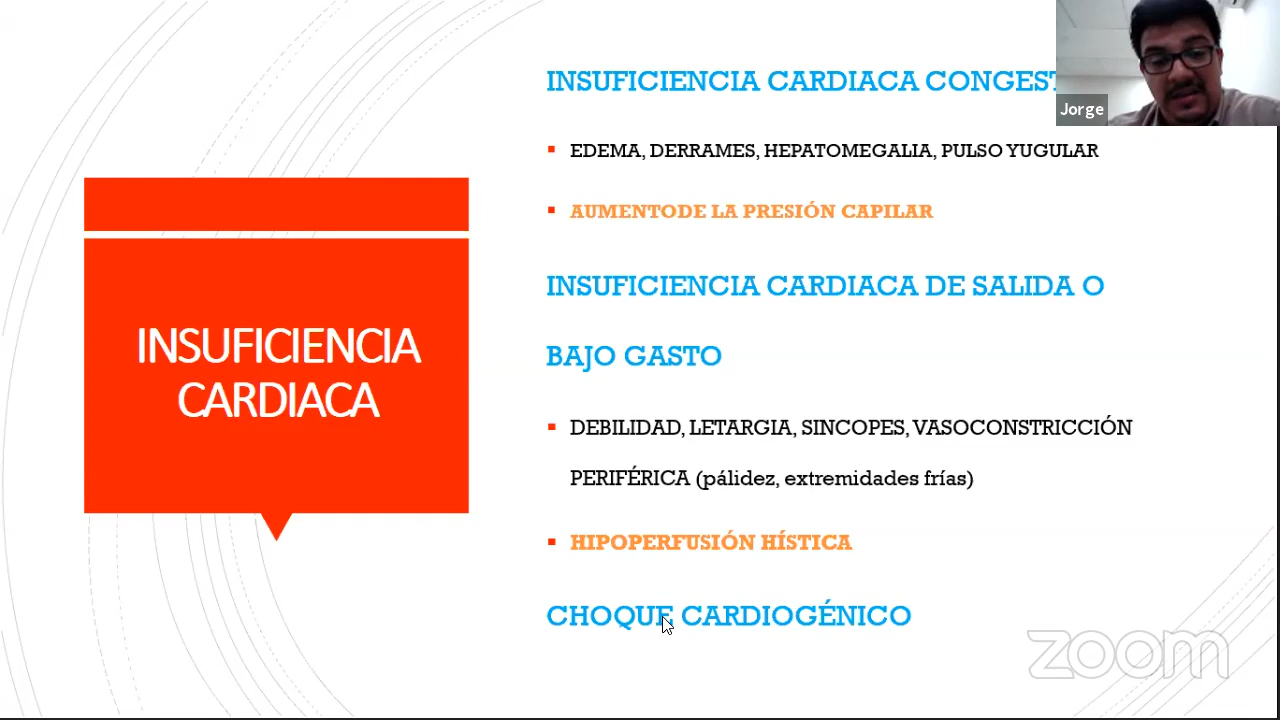 INSUFICIENCIA CARDIACA
INSUFICIENCIA CARDIACA
EDEMA, DERRAMES, HEPATOMEGALIA, PULSO YUGULAR
AUMENTODE LA PRESIÓN CAPILAR
INSUFICIENCIA CARDIACA DE SALIDA O
BAJO GASTO
DEBILIDAD, LETARGIA, SINCOPES, VASOCONSTRICCIÓN
PERIFÉRICA (pálidez, extremidades frías)
HIPOPERFUSIÓN HÍSTICA
CHOQUE CARDIOGÉNICO
Jorge
zoom